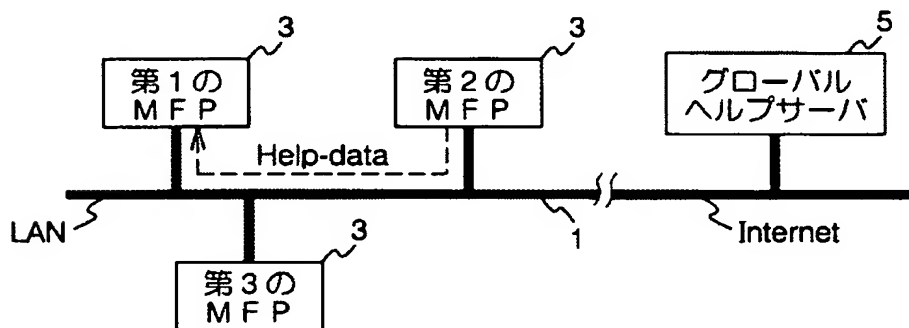 3
第1の
MFP
3
第2の
MFP
5
グローバル
ヘルプサーバ
Help-data
LAN
1
Internet
3
第3の
MFP